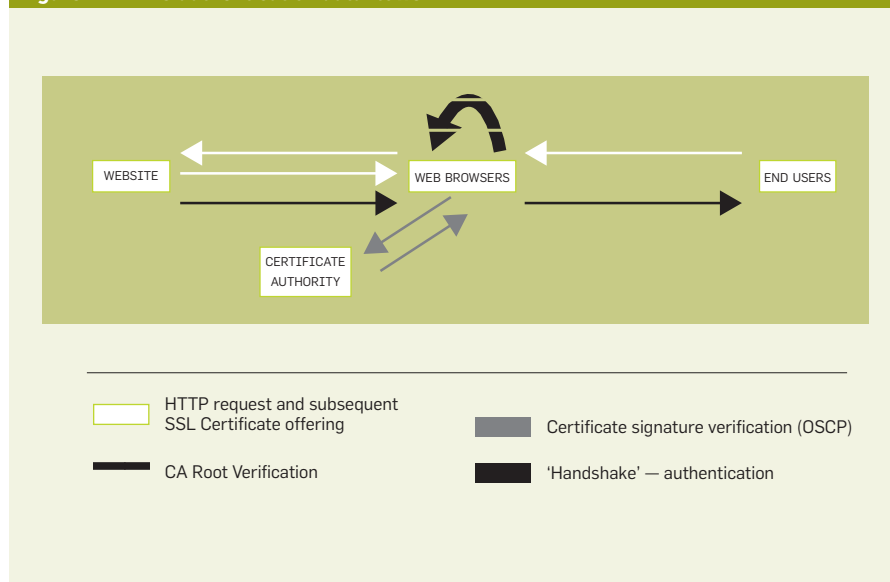 WEBSITE
WEB BROWSERS
END USERS
CERTIFICATE
AUTHORITY
HTTP request and subsequent
SSL Certificate offering
Certificate signature verification (OSCP)
CA Root Verification
‘Handshake’ — authentication